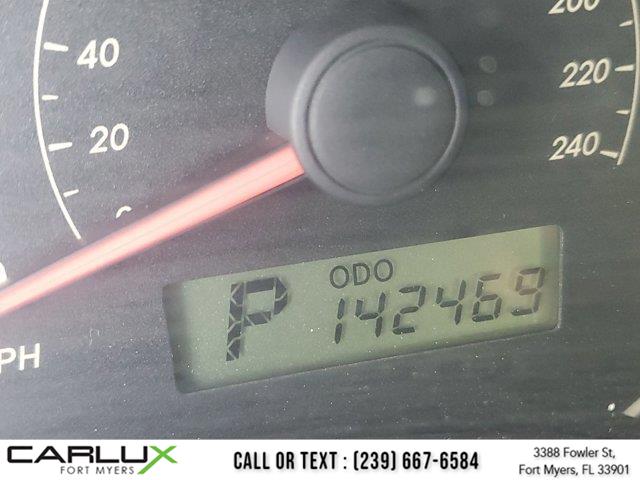 200
40
220
20
240
0
ODO
P 142469
PH
CARLUX
FORT MYERS
CALL OR TEXT : (239) 667-6584
3388 Fowler St,
Fort Myers, FL 33901